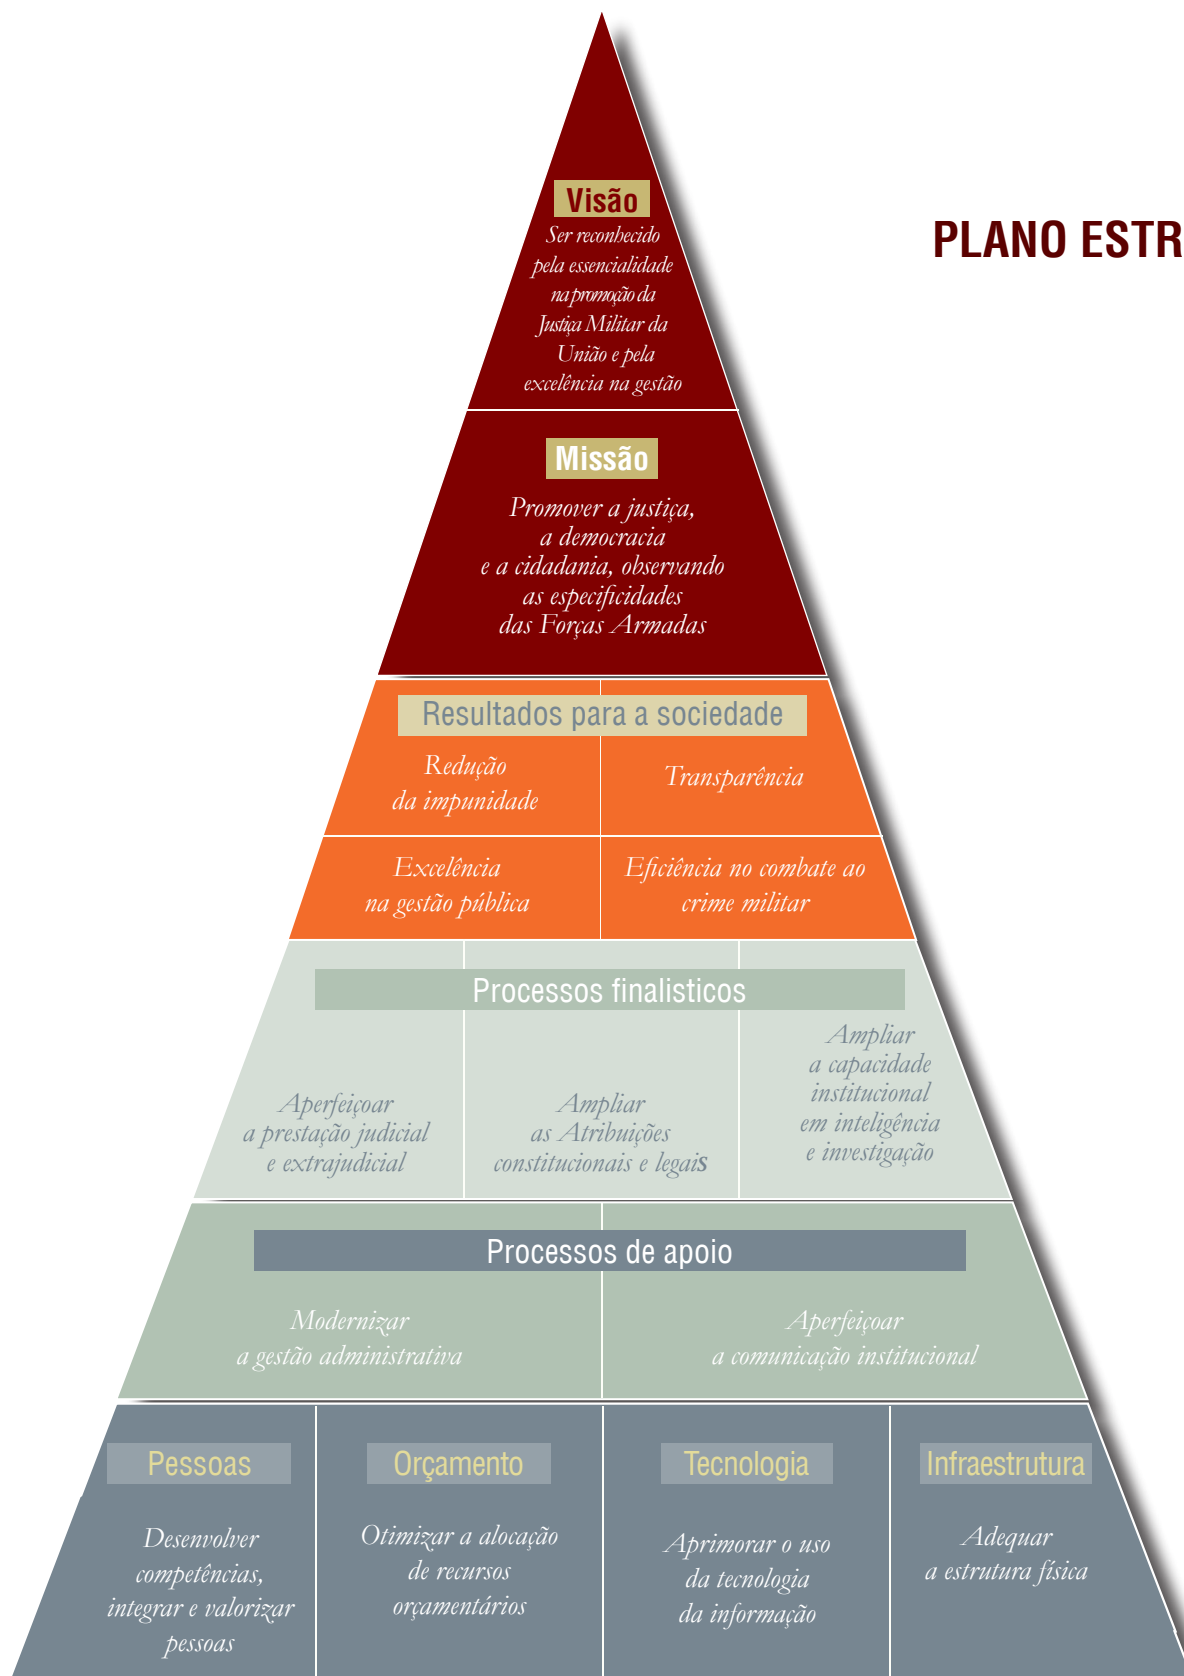 PLANO ESTR
Visão
Ser reconhecido
pela essencialidade
na promoção da
Justiça Militar da
União e pela
excelência na gestão
Missão
Promover a justiça,
a democracia
e a cidadania, observando
as especificidades
das Forças Armadas
Resultados para a sociedade
Redução
da impunidade
Transparência
Excelência
na gestão pública
Eficiência no combate ao
crime militar
Processos finalisticos
Aperfeiçoar
a prestação judicial
e extrajudicial
Ampliar
as Atribuições
constitucionais e legais
Ampliar
a capacidade
institucional
em inteligência
e investigação
Processos de apoio
Modernizar
a gestão administrativa
Aperfeiçoar
a comunicação institucional
Pessoas
Desenvolver
competências,
integrar e valorizar
pessoas
Orçamento
Otimizar a alocação
de recursos
orçamentários
Tecnologia
Aprimorar o uso
da tecnologia
da informação
Infraestrutura
Adequar
a estrutura física